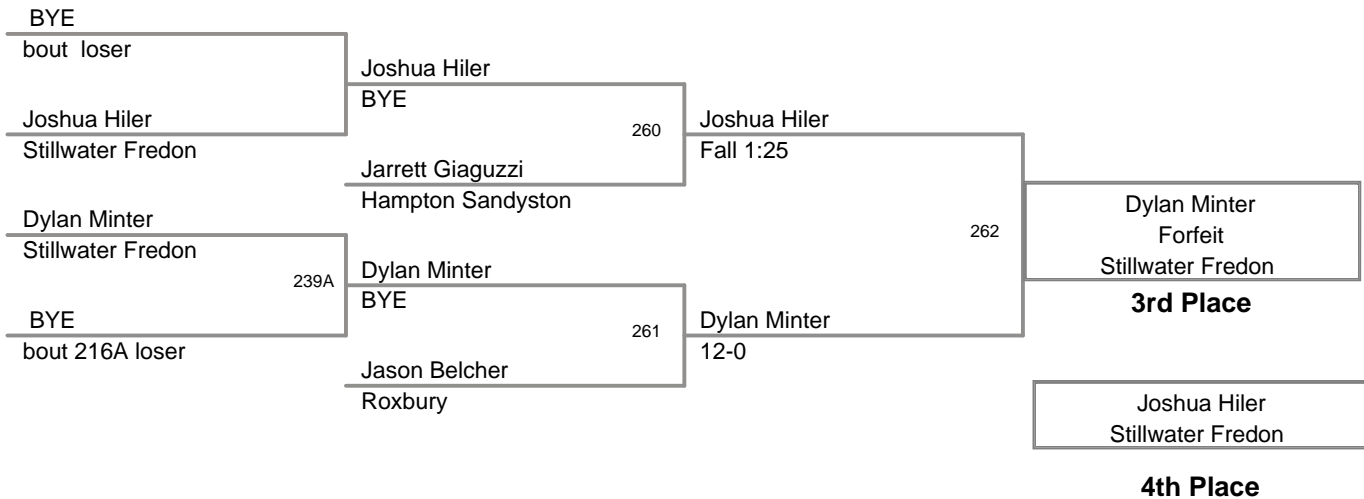 BYE
bout loser
Joshua Hiler
BYE
Joshua Hiler
Stillwater Fredon
260
Joshua Hiler
Fall 1:25
Jarrett Giaguzzi
Hampton Sandyston
Dylan Minter
Stillwater Fredon
239A
Dylan Minter
BYE
BYE
bout 216A loser
261
Dylan Minter
12-0
Jason Belcher
Roxbury
262
Dylan Minter
Forfeit
Stillwater Fredon
3rd Place
Joshua Hiler
Stillwater Fredon
4th Place